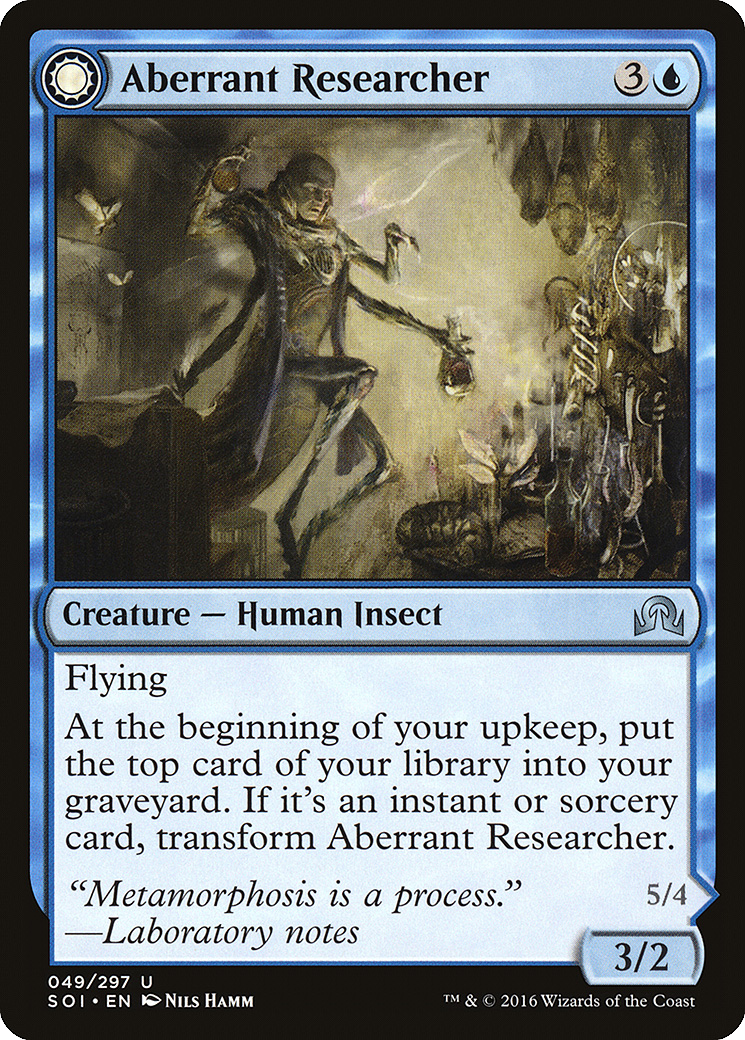 Aberrant Researcher 3
Creature — Human Insect
Flying
At the beginning of your upkeep, put
the top card of your library into your
graveyard. If it's an instant or sorcery
card, transform Aberrant Researcher.
"Metamorphosis is a process."
—Laboratory notes
5/4
3/2
049/297 U
SOI • EN Nils Hamm
™ & © 2016 Wizards of the Coast